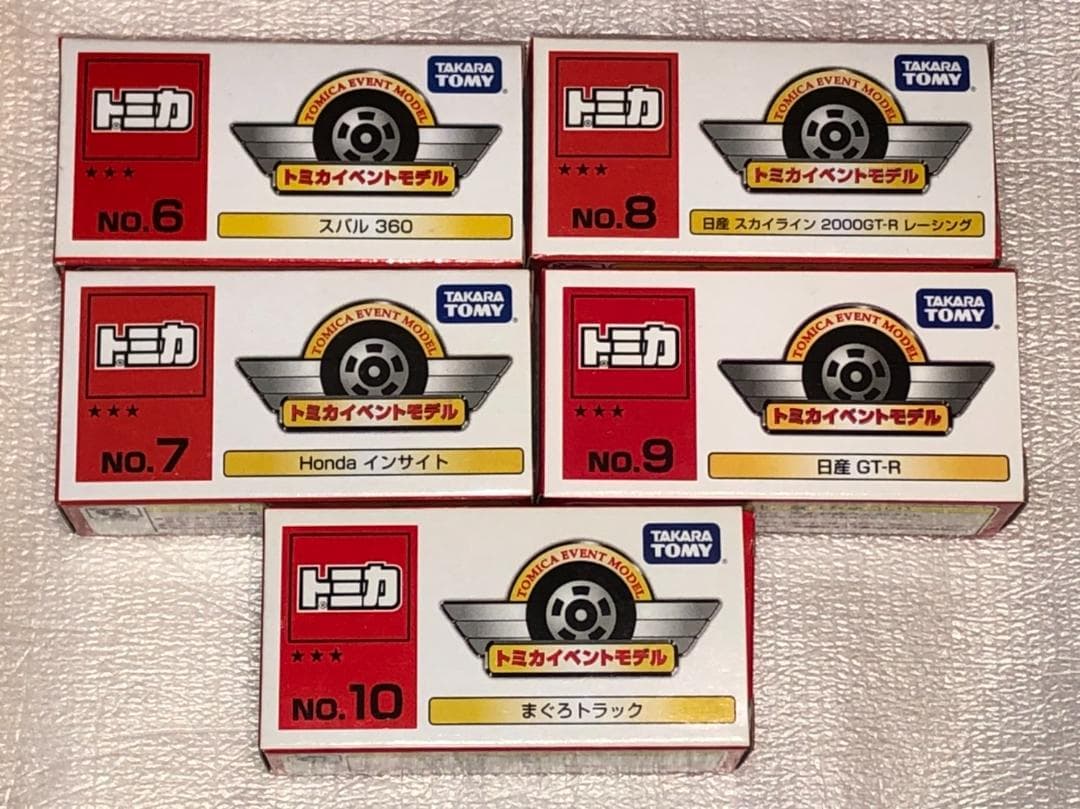 トミカ
★★★
NO.6
TAKARA
TOMY
TOMICA EVENT MODEL
トミカイベントモデル
スバル 360
トミカ
★★★
NO.8
TAKARA
TOMY
TOMICA EVENT MODEL
トミカイベントモデル
日産 スカイライン 2000GT-R レーシング
トミカ
★★★
NO.7
TAKARA
TOMY
TOMICA EVENT MODEL
トミカイベントモデル
Honda インサイト
トミカ
★★★
NO.9
TAKARA
TOMY
TOMICA EVENT MODEL
トミカイベントモデル
日産 GT-R
トミカ
★★★
NO.10
TAKARA
TOMY
TOMICA EVENT MODEL
トミカイベントモデル
まぐろトラック